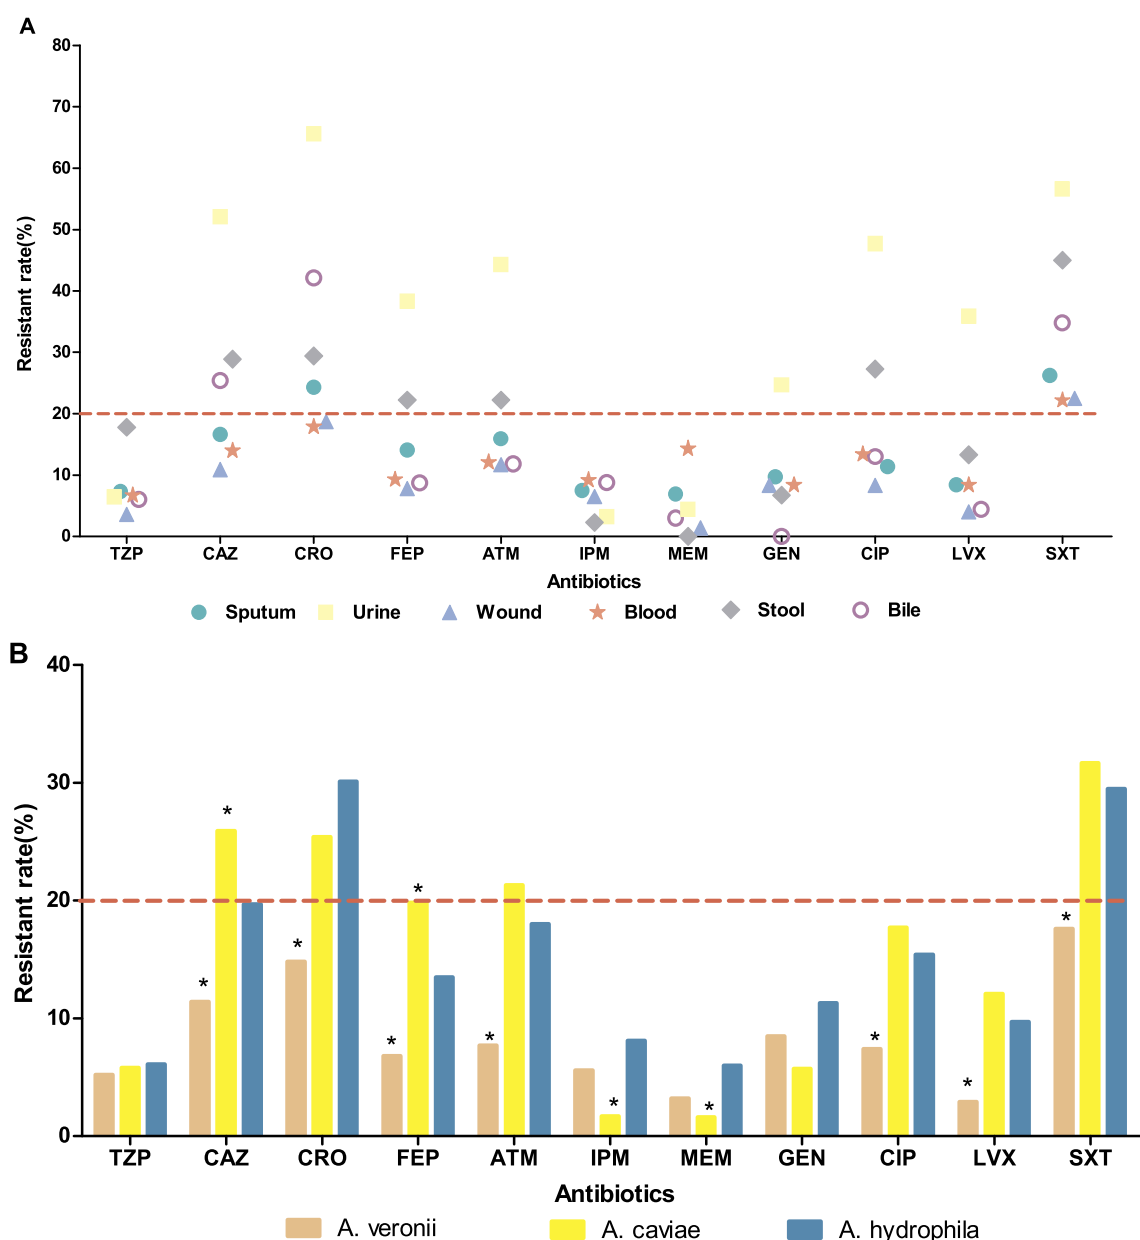 A
80
70
60
50
40
30
20
10
0
Resistant rate(%)
TZP CAZ CRO FEP ATM IPM MEM GEN CIP LVX SXT
Antibiotics
Sputum Urine Wound Blood Stool Bile
B
40
30
20
10
0
Resistant rate(%)
* * * * * * * * * * *
TZP CAZ CRO FEP ATM IPM MEM GEN CIP LVX SXT
Antibiotics
A. veronii A. caviae A. hydrophila